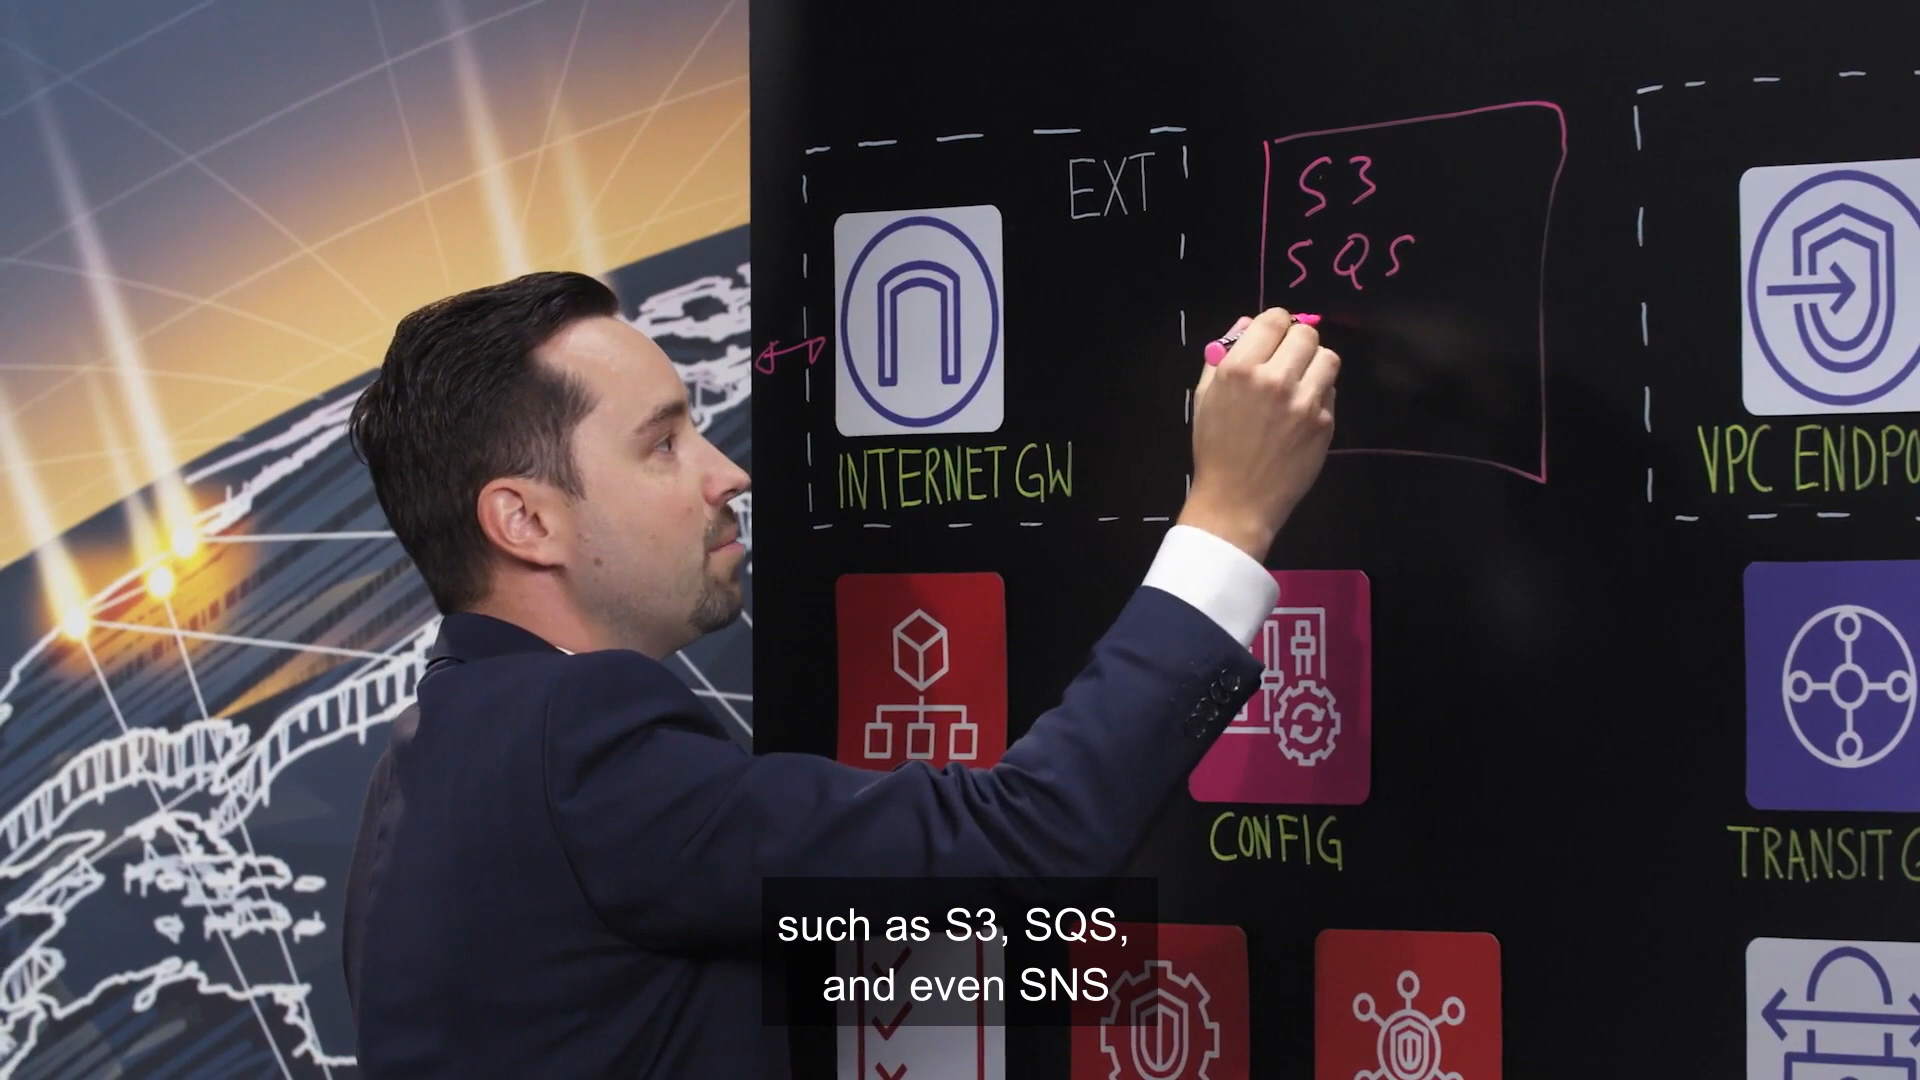 EXT
S3
SQS
INTERNET GW
VPC ENDPO
CONFIG
TRANSIT G
such as S3, SQS,
and even SNS